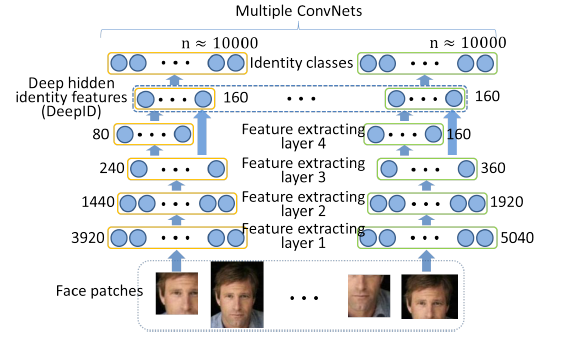 Multiple ConvNets
n ≈ 10000
n ≈ 10000
Identity classes
Deep hidden
identity features
(DeepID)
160
160
80
Feature extracting
layer 4
160
240
Feature extracting
layer 3
360
1440
Feature extracting
layer 2
1920
3920
Feature extracting
layer 1
5040
Face patches